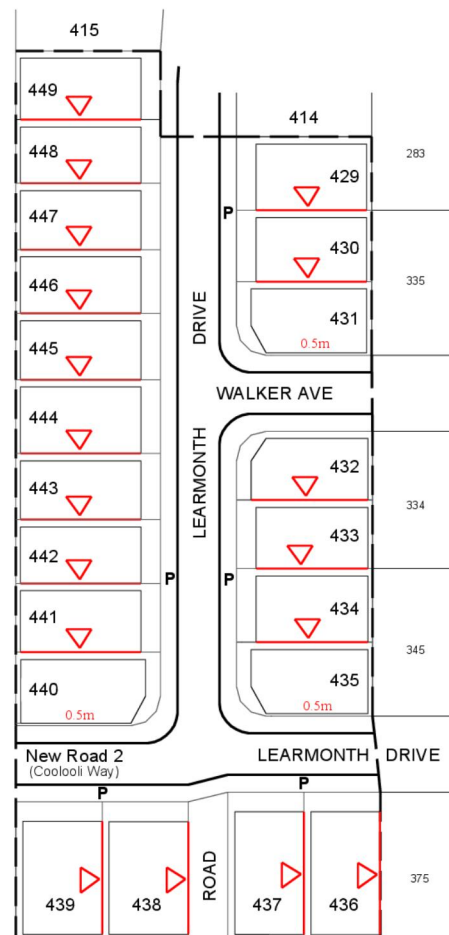 415
449
448
447
446
445
444
443
442
441
440
0.5m
P
DRIVE
LEARMONTH
414
429
P
430
431
0.5m
WALKER AVE
432
433
P
434
435
0.5m
283
335
334
345
New Road 2
(Coolooli Way)
LEARMONTH DRIVE
P
P
439
438
ROAD
437
436
375